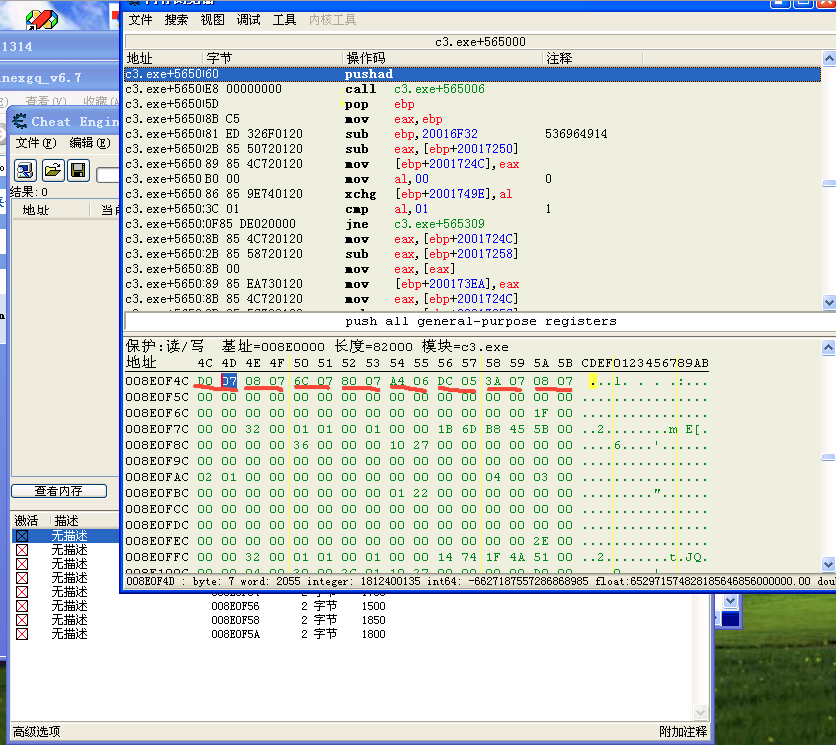 文件 搜索 视图 调试 工具 内核工具
1314
c3.exe+565000
地址 字节 操作码 注释
nexgq_v6.7
查看(V) 收藏(A)
Cheat Engin
文件(F) 编辑(E)
结果:0
地址 当前
c3.exe+5650 60 pushad
c3.exe+5650 E8 00000000 call c3.exe+565006
c3.exe+5650 5D pop ebp
c3.exe+5650 8B C5 mov eax,ebp
c3.exe+5650 81 ED 326F0120 sub ebp,20016F32 536964914
c3.exe+5650 2B 85 50720120 sub eax,[ebp+20017250]
c3.exe+5650 89 85 4C720120 mov [ebp+2001724C],eax
c3.exe+5650 B0 00 mov al,00 0
c3.exe+5650 86 85 9E740120 xchg [ebp+2001749E],al
c3.exe+5650 3C 01 cmp al,01 1
c3.exe+5650 0F85 DE020000 jne c3.exe+565309
c3.exe+5650 8B 85 4C720120 mov eax,[ebp+2001724C]
c3.exe+5650 2B 85 58720120 sub eax,[ebp+20017258]
c3.exe+5650 8B 00 mov eax,[eax]
c3.exe+5650 89 85 EA730120 mov [ebp+200173EA],eax
c3.exe+5650 8B 85 4C720120 mov eax,[ebp+2001724C]
push all general-purpose registers
保护:读/写 基址=008E0000 长度=82000 模块=c3.exe
地址 4C 4D 4E 4F 50 51 52 53 54 55 56 57 58 59 5A 5B CDEF0123456789AB
008E0F4C D0 07 08 07 6C 07 80 07 A4 06 DC 05 3A 07 08 07 ....l.......:...
008E0F5C 00 00 00 00 00 00 00 00 00 00 00 00 00 00 00 00 ................
008E0F6C 00 00 00 00 00 00 00 00 00 00 00 00 00 00 1F 00 ................
008E0F7C 00 00 32 00 01 01 00 01 00 00 1B 6D B8 45 5B 00 ..2........m.E[.
008E0F8C 00 00 00 00 36 00 00 00 10 27 00 00 00 00 00 00 ....6....'......
008E0F9C 00 00 00 00 00 00 00 00 00 00 00 00 00 00 00 00 ................
008E0FAC 02 01 00 00 00 00 00 00 00 00 00 00 04 00 03 00 ................
008E0FBC 00 00 00 00 00 00 00 00 01 22 00 00 00 00 00 00 .........".......
008E0FCC 00 00 00 00 00 00 00 00 00 00 00 00 00 00 00 00 ................
008E0FDC 00 00 00 00 00 00 00 00 00 00 00 00 00 00 00 00 ................
008E0FEC 00 00 00 00 00 00 00 00 00 00 00 00 00 00 2E 00 ................
008E0FFC 00 00 32 00 01 01 00 01 00 00 14 74 1F 4A 51 00 ..2........t.JQ.
008E0F4D : byte: 7 word: 2055 integer: 1812400135 int64: -6627187557286868985 float:652971574828185646856000000.00 dou
查看内存
激活 描述
无描述
无描述
无描述
无描述
无描述
无描述 008E0F56 2 字节 1500
无描述 008E0F58 2 字节 1850
无描述 008E0F5A 2 字节 1800
高级选项 附加注释